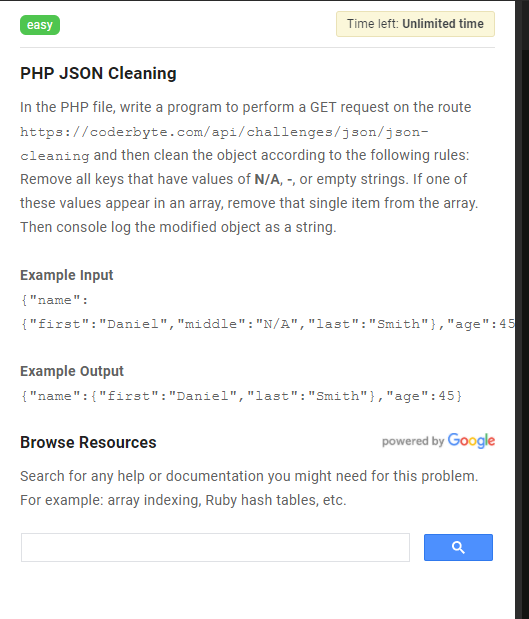 easy
Time left: Unlimited time
PHP JSON Cleaning
In the PHP file, write a program to perform a GET request on the route
https://coderbyte.com/api/challenges/json/json-
cleaning and then clean the object according to the following rules:
Remove all keys that have values of N/A, -, or empty strings. If one of
these values appear in an array, remove that single item from the array.
Then console log the modified object as a string.
Example Input
{"name":
{"first":"Daniel","middle":"N/A","last":"Smith"},"age":45
Example Output
{"name":{"first":"Daniel","last":"Smith"},"age":45}
Browse Resources
powered by Google
Search for any help or documentation you might need for this problem.
For example: array indexing, Ruby hash tables, etc.